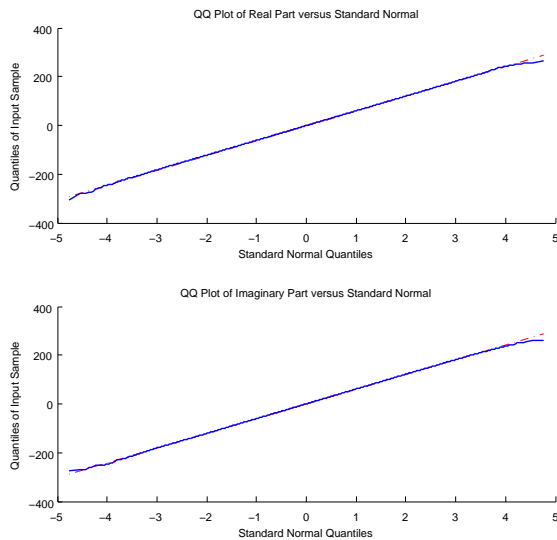 QQ Plot of Real Part versus Standard Normal
400
200
0
−200
−400
Quantiles of Input Sample
−5 −4 −3 −2 −1 0 1 2 3 4 5
Standard Normal Quantiles
QQ Plot of Imaginary Part versus Standard Normal
400
200
0
−200
−400
Quantiles of Input Sample
−5 −4 −3 −2 −1 0 1 2 3 4 5
Standard Normal Quantiles